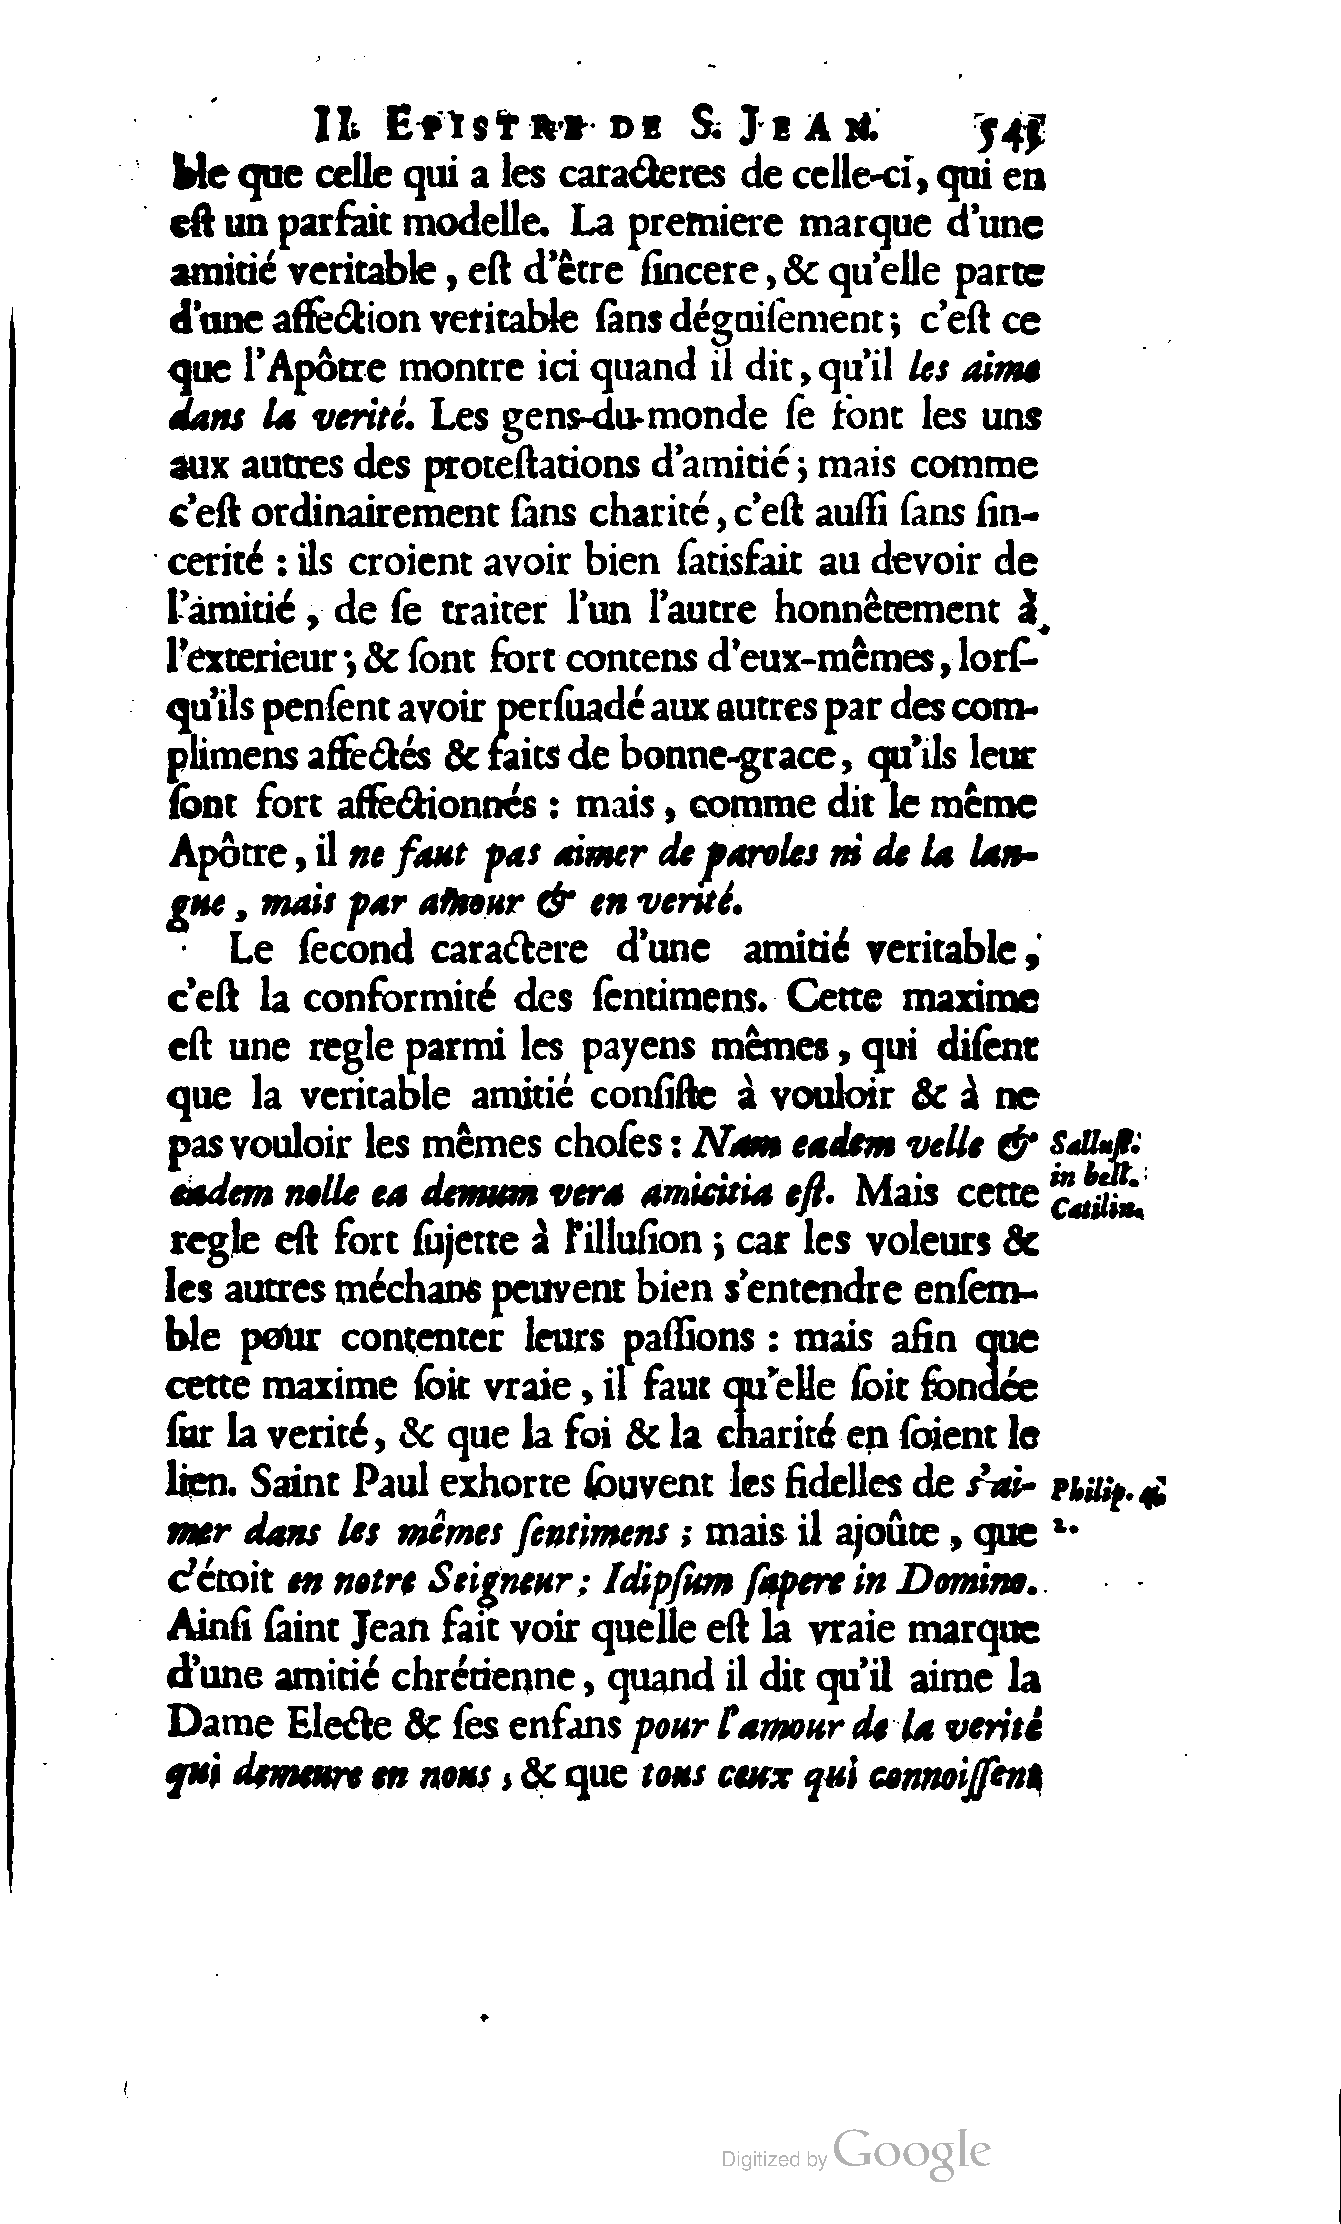 II. EPISTRE DE S. JEAN. 545
ble que celle qui a les caracteres de celle-ci, qui en
eſt un parfait modelle. La premiere marque d'une
amitié veritable, eſt d'être ſincere, & qu'elle parte
d'une affection veritable ſans déguiſement; c'eſt ce
que l'Apôtre montre ici quand il dit, qu'il les aime
dans la verité. Les gens-du-monde ſe font les uns
aux autres des proteſtations d'amitié; mais comme
c'eſt ordinairement ſans charité, c'eſt auſſi ſans ſin-
cerité : ils croient avoir bien ſatisfait au devoir de
l'amitié, de ſe traiter l'un l'autre honnêtement à
l'exterieur; & ſont fort contens d'eux-mêmes, lorſ-
qu'ils penſent avoir perſuadé aux autres par des com-
plimens affectés & faits de bonne-grace, qu'ils leur
ſont fort affectionnés : mais, comme dit le même
Apôtre, il ne faut pas aimer de paroles ni de la lan-
gue, mais par amour & en verité.
Le ſecond caractere d'une amitié veritable,
c'eſt la conformité des ſentimens. Cette maxime
eſt une regle parmi les payens mêmes, qui diſent
que la veritable amitié conſiſte à vouloir & à ne
pas vouloir les mêmes choſes : Nam eadem velle & Salluſt.
eadem nolle ea demum vera amicitia eſt. Mais cette in bell.
Catilin.
regle eſt fort ſujette à l'illuſion ; car les voleurs &
les autres méchans peuvent bien s'entendre enſem-
ble pour contenter leurs paſſions : mais afin que
cette maxime ſoit vraie, il faut qu'elle ſoit fondée
ſur la verité, & que la foi & la charité en ſoient le
lien. Saint Paul exhorte ſouvent les fidelles de s'ai- Philip. 4.
mer dans les mêmes ſentimens ; mais il ajoûte, que 2.
c'étoit en notre Seigneur : Idipſum ſapere in Domino.
Ainſi ſaint Jean fait voir quelle eſt la vraie marque
d'une amitié chrétienne, quand il dit qu'il aime la
Dame Electe & ſes enfans pour l'amour de la verité
qui demeure en nous, & que tous ceux qui connoiſſent
Digitized by Google